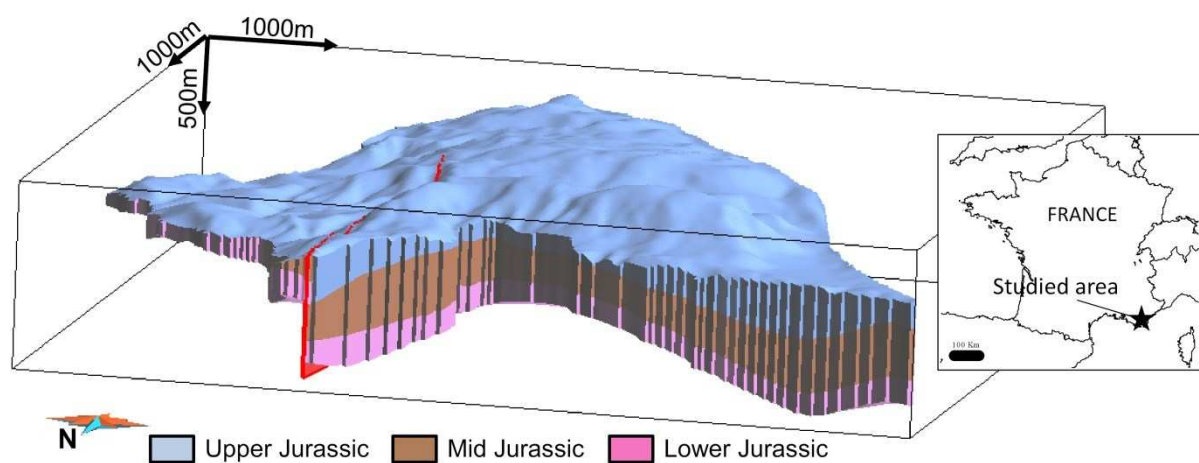 1000m
1000m
500m
FRANCE
Studied area
100 Km
N
Upper Jurassic
Mid Jurassic
Lower Jurassic